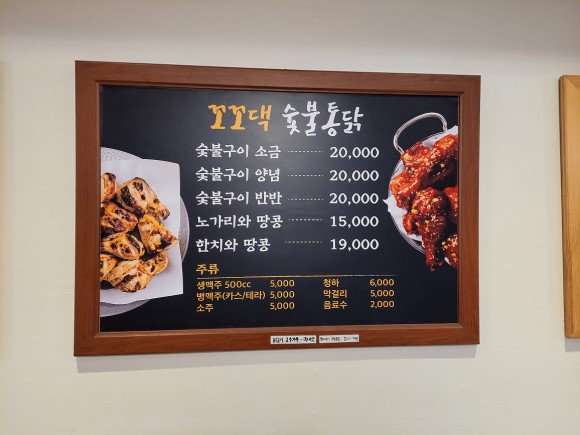 꼬꼬댁 숯불통닭
숯불구이 소금 20,000
숯불구이 양념 20,000
숯불구이 반반 20,000
노가리와 땅콩 15,000
한치와 땅콩 19,000
주류
생맥주 500cc 5,000 청하 6,000
병맥주(카스/테라) 5,000 막걸리 5,000
소주 5,000 음료수 2,000